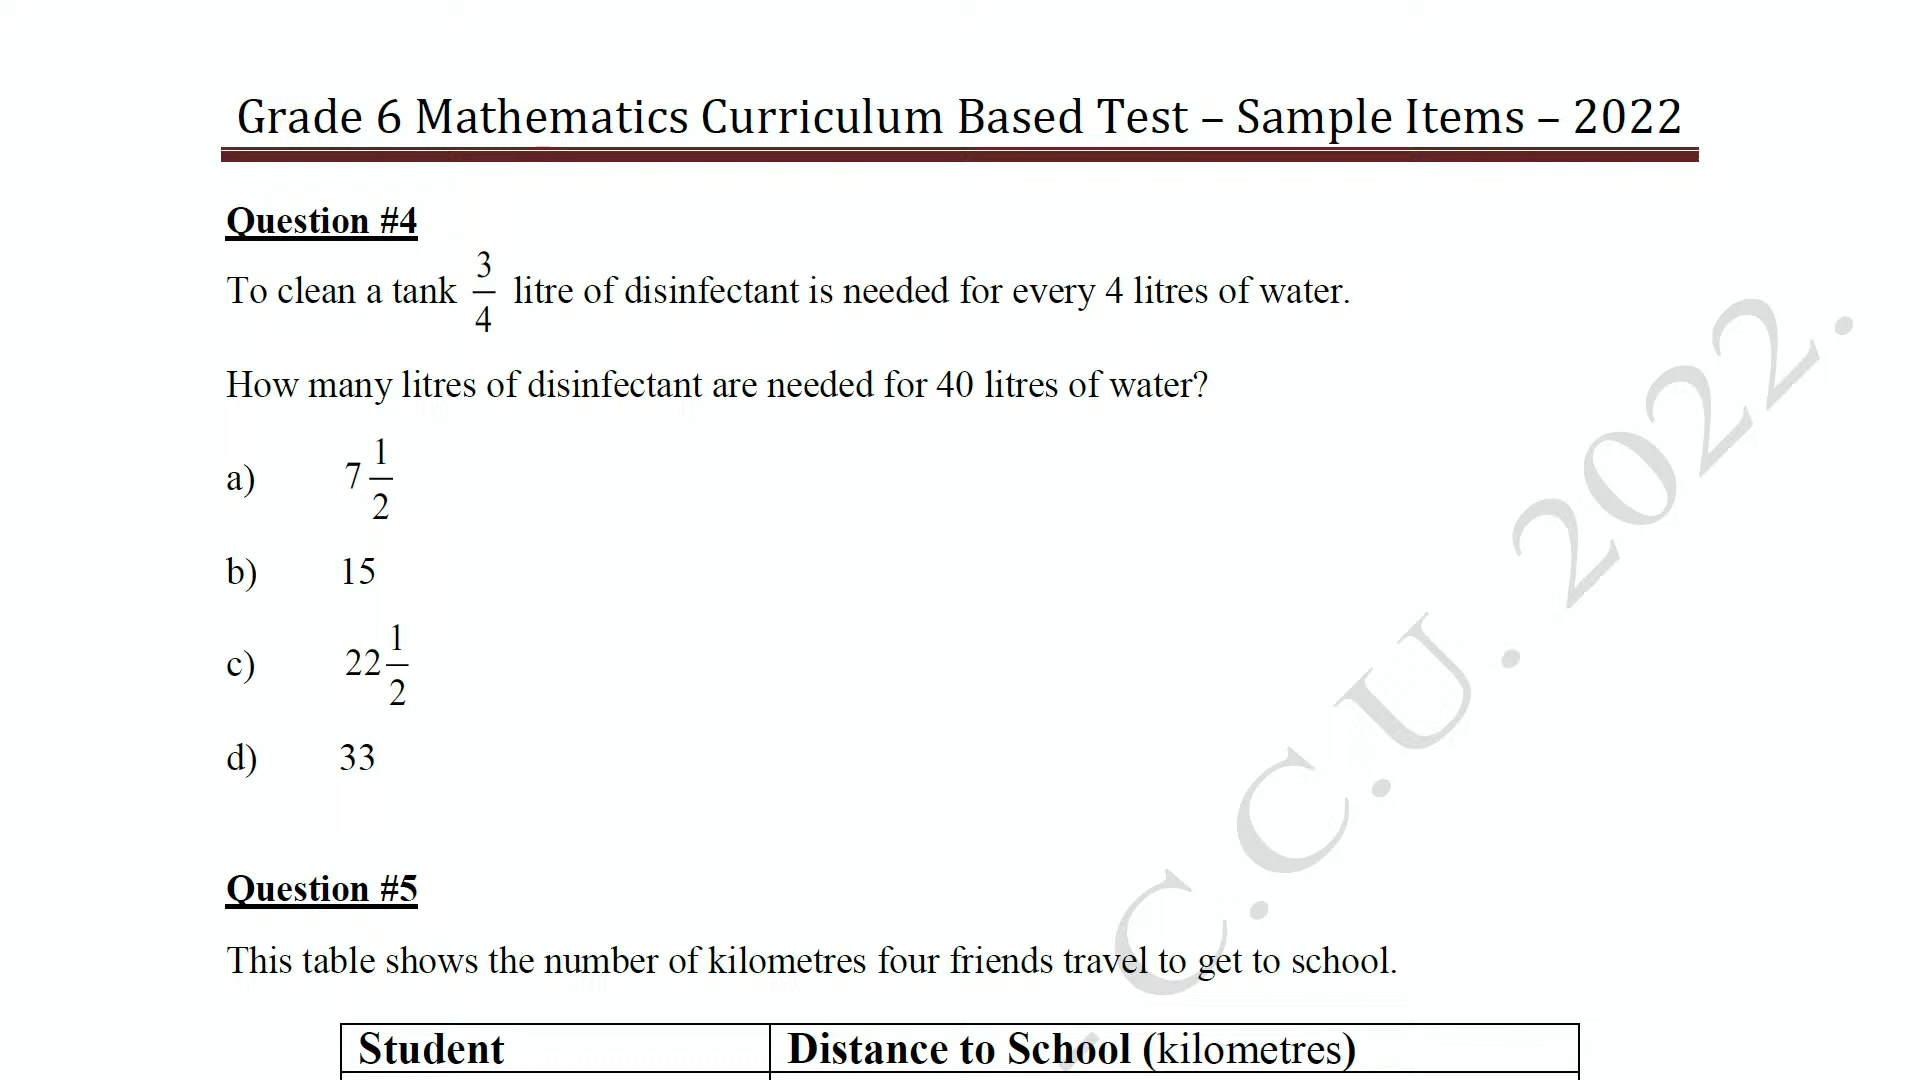 Grade 6 Mathematics Curriculum Based Test – Sample Items – 2022
Question #4
To clean a tank 3/4 litre of disinfectant is needed for every 4 litres of water.
How many litres of disinfectant are needed for 40 litres of water?
a) 7 1/2
b) 15
c) 22 1/2
d) 33
Question #5
This table shows the number of kilometres four friends travel to get to school.
Student Distance to School (kilometres)
C.C.U. 2022.